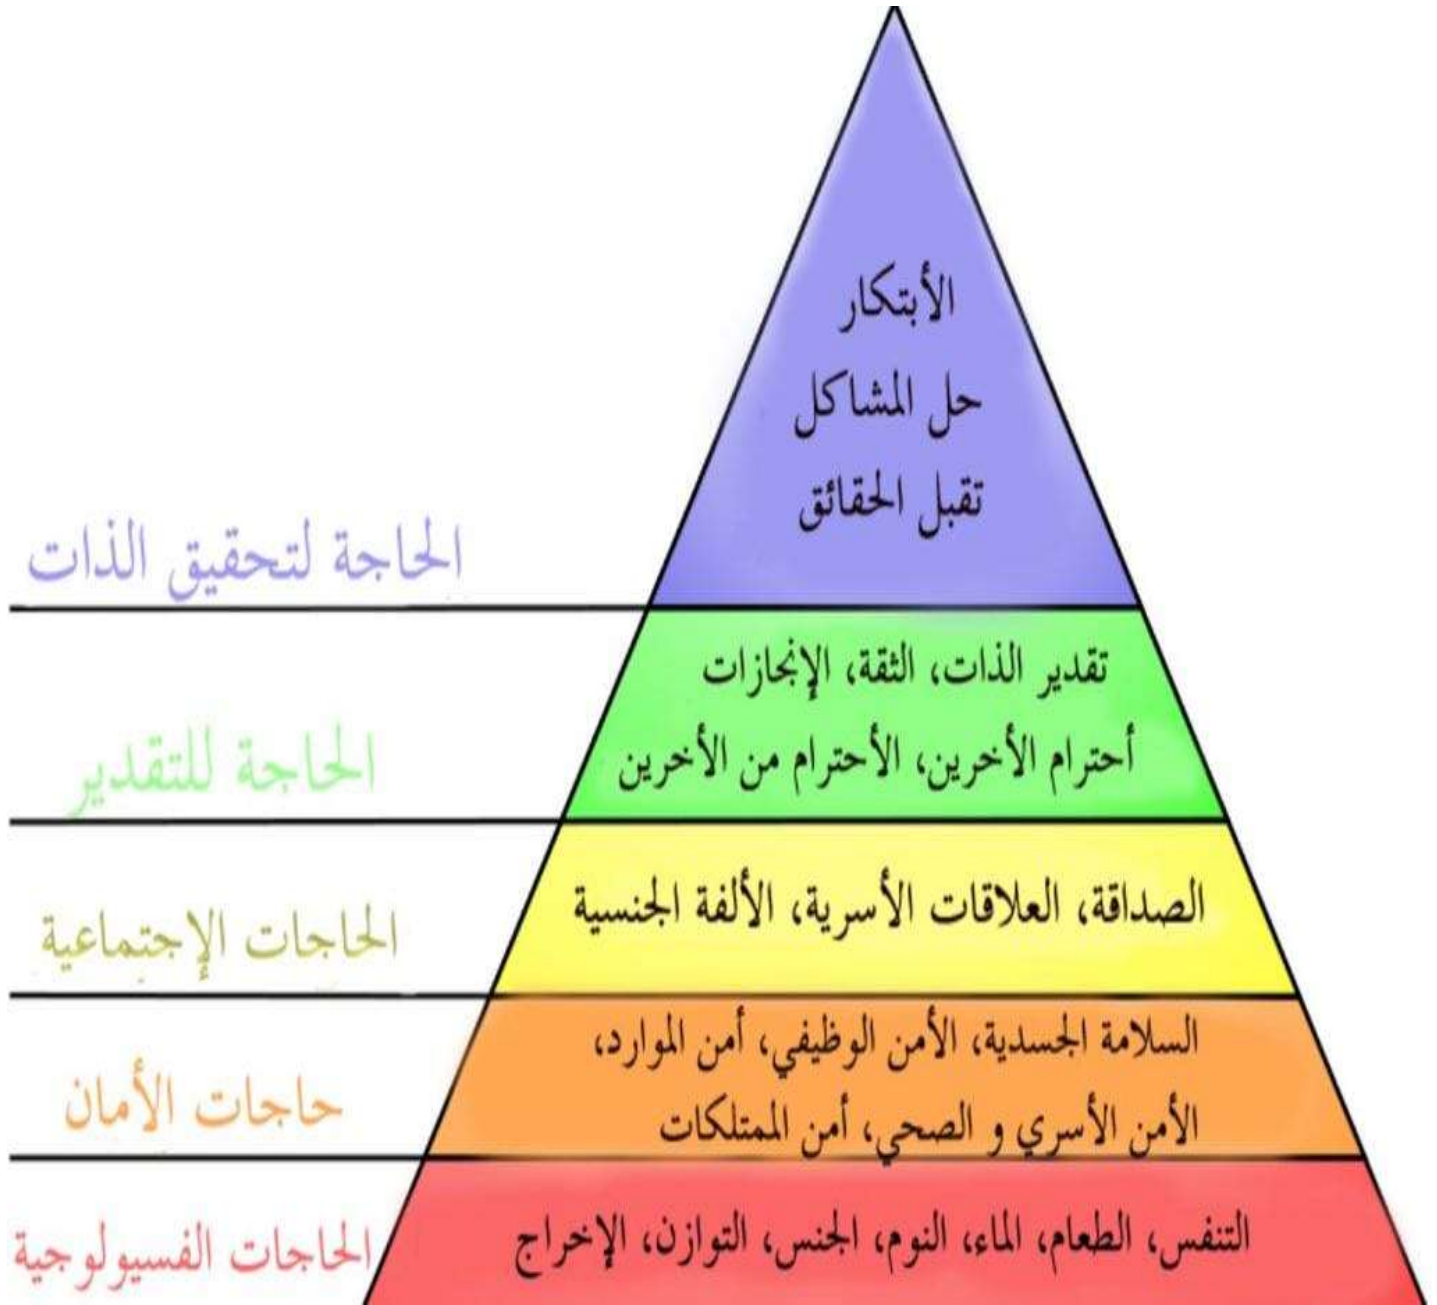 الأبتكار
حل المشاكل
تقبل الحقائق
الحاجة لتحقيق الذات
تقدير الذات، الثقة، الإنجازات
أحترام الأخرين، الأحترام من الأخرين
الحاجة للتقدير
الصداقة، العلاقات الأسرية، الألفة الجنسية
الحاجات الإجتماعية
السلامة الجسدية، الأمن الوظيفي، أمن الموارد،
الأمن الأسري و الصحي، أمن الممتلكات
حاجات الأمان
التنفس، الطعام، الماء، النوم، الجنس، التوازن، الإخراج
الحاجات الفسيولوجية